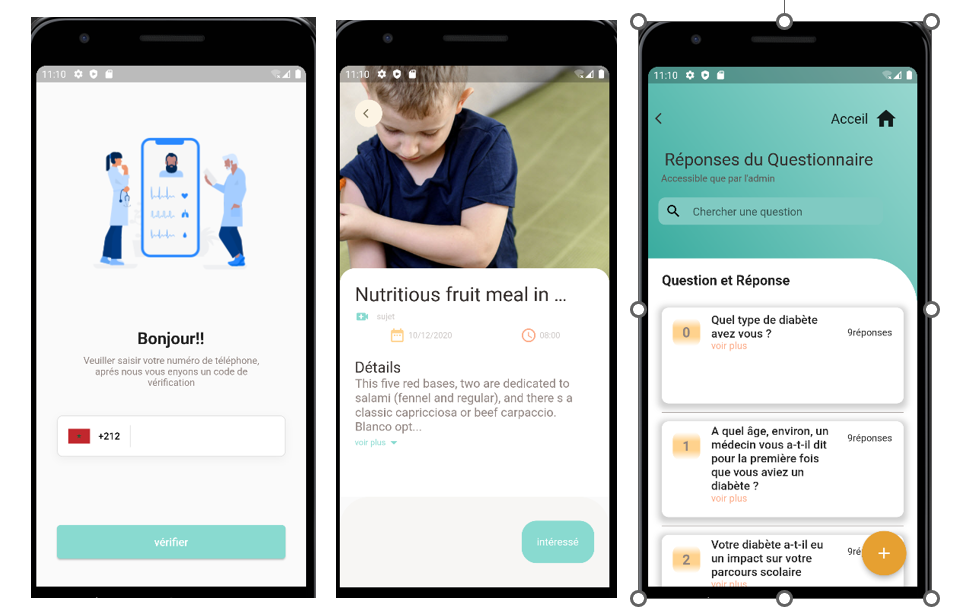 11:10
Bonjour!!
Veuiller saisir votre numéro de téléphone,
aprés nous vous enyons un code de
vérification
+212
vérifier
11:10
Nutritious fruit meal in ...
sujet
10/12/2020
08:00
Détails
This five red bases, two are dedicated to
salami (fennel and regular), and there s a
classic capricciosa or beef carpaccio.
Blanco opt...
voir plus
intéressé
11:10
Acceil
Réponses du Questionnaire
Accessible que par l'admin
Chercher une question
Question et Réponse
0
Quel type de diabète
avez vous ?
9réponses
voir plus
1
A quel âge, environ, un
médecin vous a-t-il dit
pour la première fois
que vous aviez un
diabète ?
9réponses
voir plus
2
Votre diabète a-t-il eu
un impact sur votre
parcours scolaire
9ré
+
voir plus